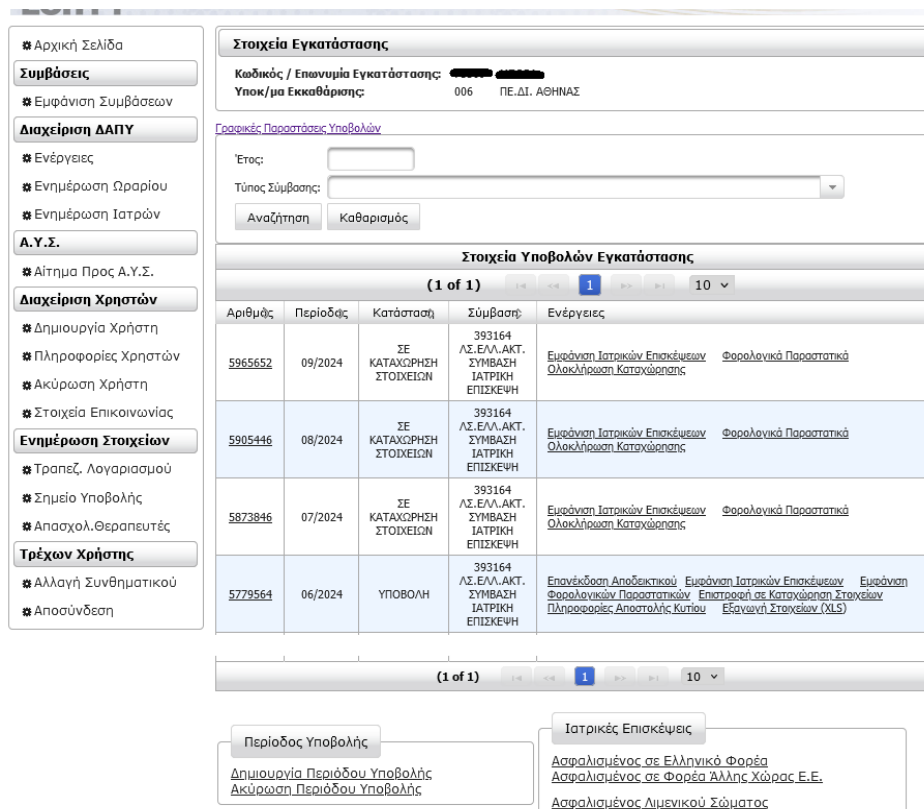 Αρχική Σελίδα
Συμβάσεις
Εμφάνιση Συμβάσεων
Διαχείριση ΔΑΠΥ
Ενέργειες
Ενημέρωση Ωραρίου
Ενημέρωση Ιατρών
Α.Υ.Σ.
Αίτημα Προς Α.Υ.Σ.
Διαχείριση Χρηστών
Δημιουργία Χρήστη
Πληροφορίες Χρηστών
Ακύρωση Χρήστη
Στοιχεία Επικοινωνίας
Ενημέρωση Στοιχείων
Τραπεζ. Λογαριασμού
Σημείο Υποβολής
Απασχολ.Θεραπευτές
Τρέχων Χρήστης
Αλλαγή Συνθηματικού
Αποσύνδεση
Στοιχεία Εγκατάστασης
Κωδικός / Επωνυμία Εγκατάστασης:
Υποκ/μα Εκκαθάρισης: 006 ΠΕ.ΔΙ. ΑΘΗΝΑΣ
Γραφικές Παραστάσεις Υποβολών
Έτος:
Τύπος Σύμβασης:
Αναζήτηση Καθαρισμός
Στοιχεία Υποβολών Εγκατάστασης
(1 of 1) 1 10
Αριθμός Περίοδος Κατάσταση Σύμβαση Ενέργειες
5965652 09/2024
ΣΕ
ΚΑΤΑΧΩΡΗΣΗ
ΣΤΟΙΧΕΙΩΝ
393164
ΛΣ.ΕΛΛ.ΑΚΤ.
ΣΥΜΒΑΣΗ
ΙΑΤΡΙΚΗ
ΕΠΙΣΚΕΨΗ
Εμφάνιση Ιατρικών Επισκέψεων Φορολογικά Παραστατικά
Ολοκλήρωση Καταχώρησης
5905446 08/2024
ΣΕ
ΚΑΤΑΧΩΡΗΣΗ
ΣΤΟΙΧΕΙΩΝ
393164
ΛΣ.ΕΛΛ.ΑΚΤ.
ΣΥΜΒΑΣΗ
ΙΑΤΡΙΚΗ
ΕΠΙΣΚΕΨΗ
Εμφάνιση Ιατρικών Επισκέψεων Φορολογικά Παραστατικά
Ολοκλήρωση Καταχώρησης
5873846 07/2024
ΣΕ
ΚΑΤΑΧΩΡΗΣΗ
ΣΤΟΙΧΕΙΩΝ
393164
ΛΣ.ΕΛΛ.ΑΚΤ.
ΣΥΜΒΑΣΗ
ΙΑΤΡΙΚΗ
ΕΠΙΣΚΕΨΗ
Εμφάνιση Ιατρικών Επισκέψεων Φορολογικά Παραστατικά
Ολοκλήρωση Καταχώρησης
5779564 06/2024 ΥΠΟΒΟΛΗ
393164
ΛΣ.ΕΛΛ.ΑΚΤ.
ΣΥΜΒΑΣΗ
ΙΑΤΡΙΚΗ
ΕΠΙΣΚΕΨΗ
Επανέκδοση Αποδεικτικού Εμφάνιση Ιατρικών Επισκέψεων Εμφάνιση
Φορολογικών Παραστατικών Επιστροφή σε Καταχώρηση Στοιχείων
Πληροφορίες Αποστολής Κυτίου Εξαγωγή Στοιχείων (XLS)
(1 of 1) 1 10
Περίοδος Υποβολής
Δημιουργία Περιόδου Υποβολής
Ακύρωση Περιόδου Υποβολής
Ιατρικές Επισκέψεις
Ασφαλισμένος σε Ελληνικό Φορέα
Ασφαλισμένος σε Φορέα Άλλης Χώρας Ε.Ε.
Ασφαλισμένος Λιμενικού Σώματος